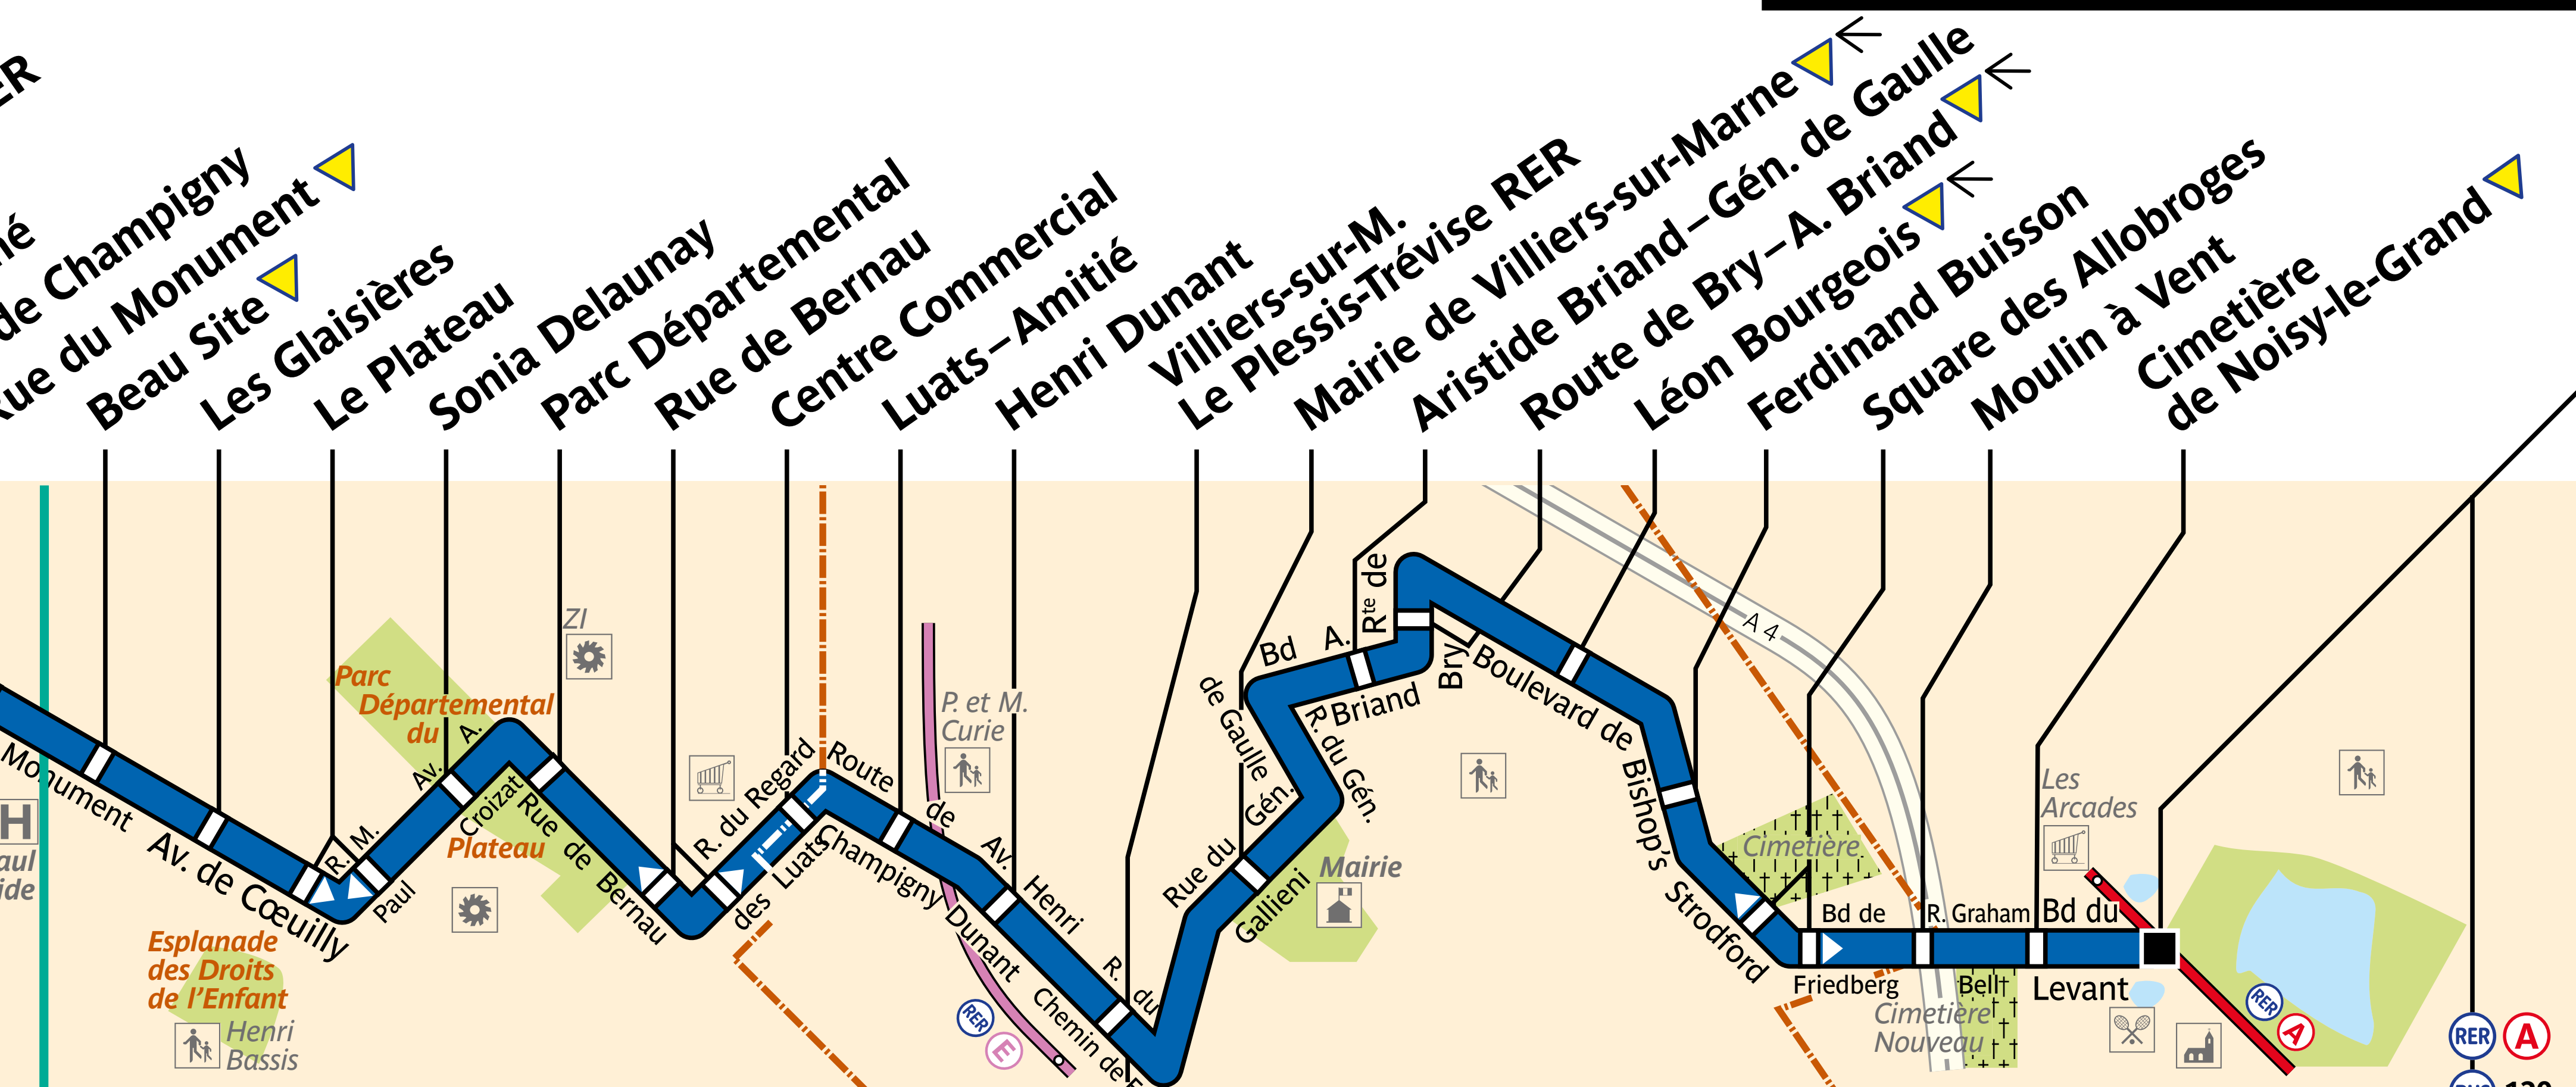 de Champigny
Rue du Monument
Beau Site
Les Glaisières
Le Plateau
Sonia Delaunay
Parc Départemental
Rue de Bernau
Centre Commercial
Luats–Amitié
Henri Dunant
Villiers-sur-M.
Le Plessis-Trévise RER
Mairie de Villiers-sur-Marne
Aristide Briand–Gén. de Gaulle
Route de Bry–A. Briand
Léon Bourgeois
Ferdinand Buisson
Square des Allobroges
Moulin à Vent
Cimetière
de Noisy-le-Grand
Monument
Av. de Cœuilly
R. M.
Paul
Av. A.
Croizat
Parc
Départemental
du
Plateau
ZI
Rue de Bernau
R. du Regard
des Luats
Route de
Champigny
P. et M.
Curie
Av. Henri
Dunant
R. du
Chemin de
RER
E
Rue du Gén.
de Gaulle
Gallieni
R. du Gén.
Mairie
Bd A.
Briand
Rte de
Bry
Boulevard de
Bishop's
Strodford
A 4
Cimetière
Bd de
Friedberg
R. Graham
Bell
Cimetière
Nouveau
Bd du
Levant
Les
Arcades
RER
A
RER
A
H
Esplanade
des Droits
de l'Enfant
Henri
Bassis